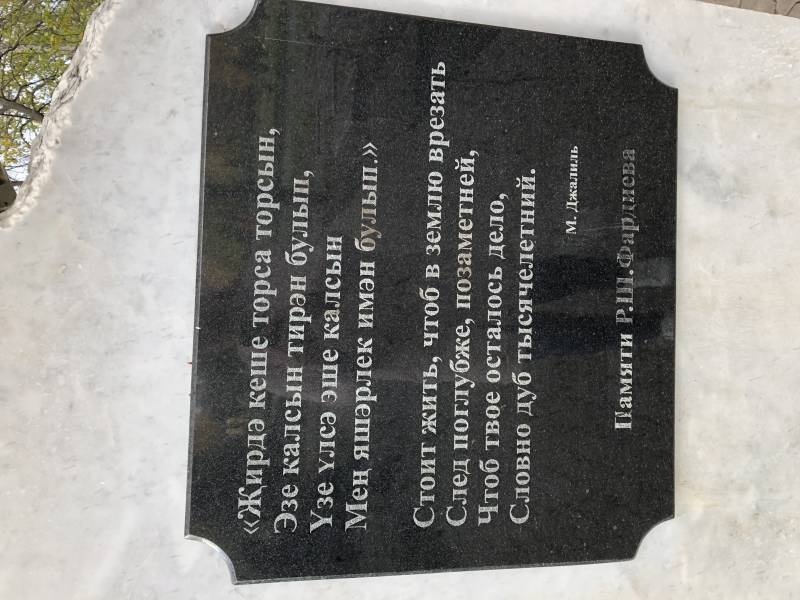 «Җирдә кеше торса торсын,
Эзе калсын тирән булып,
Үзе үлсә эше калсын
Мең яшәрлек имән булып.»
Стоит жить, чтоб в землю врезать
След поглубже, позаметней,
Чтоб твое осталось дело,
Словно дуб тысячелетний.
М. Джалиль
Памяти Р.Ш.Фардиева